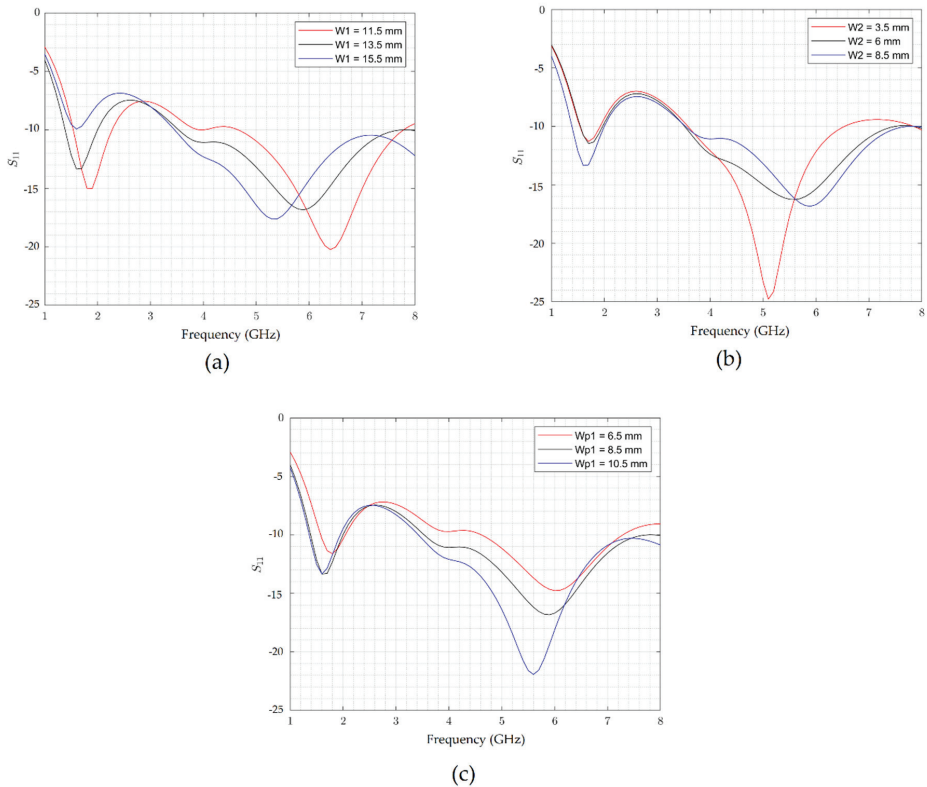 0
-5
-10
-15
-20
-25
S11
1 2 3 4 5 6 7 8
Frequency (GHz)
W1 = 11.5 mm
W1 = 13.5 mm
W1 = 15.5 mm
(a)
0
-5
-10
-15
-20
-25
S11
1 2 3 4 5 6 7 8
Frequency (GHz)
W2 = 3.5 mm
W2 = 6 mm
W2 = 8.5 mm
(b)
0
-5
-10
-15
-20
-25
S11
1 2 3 4 5 6 7 8
Frequency (GHz)
Wp1 = 6.5 mm
Wp1 = 8.5 mm
Wp1 = 10.5 mm
(c)